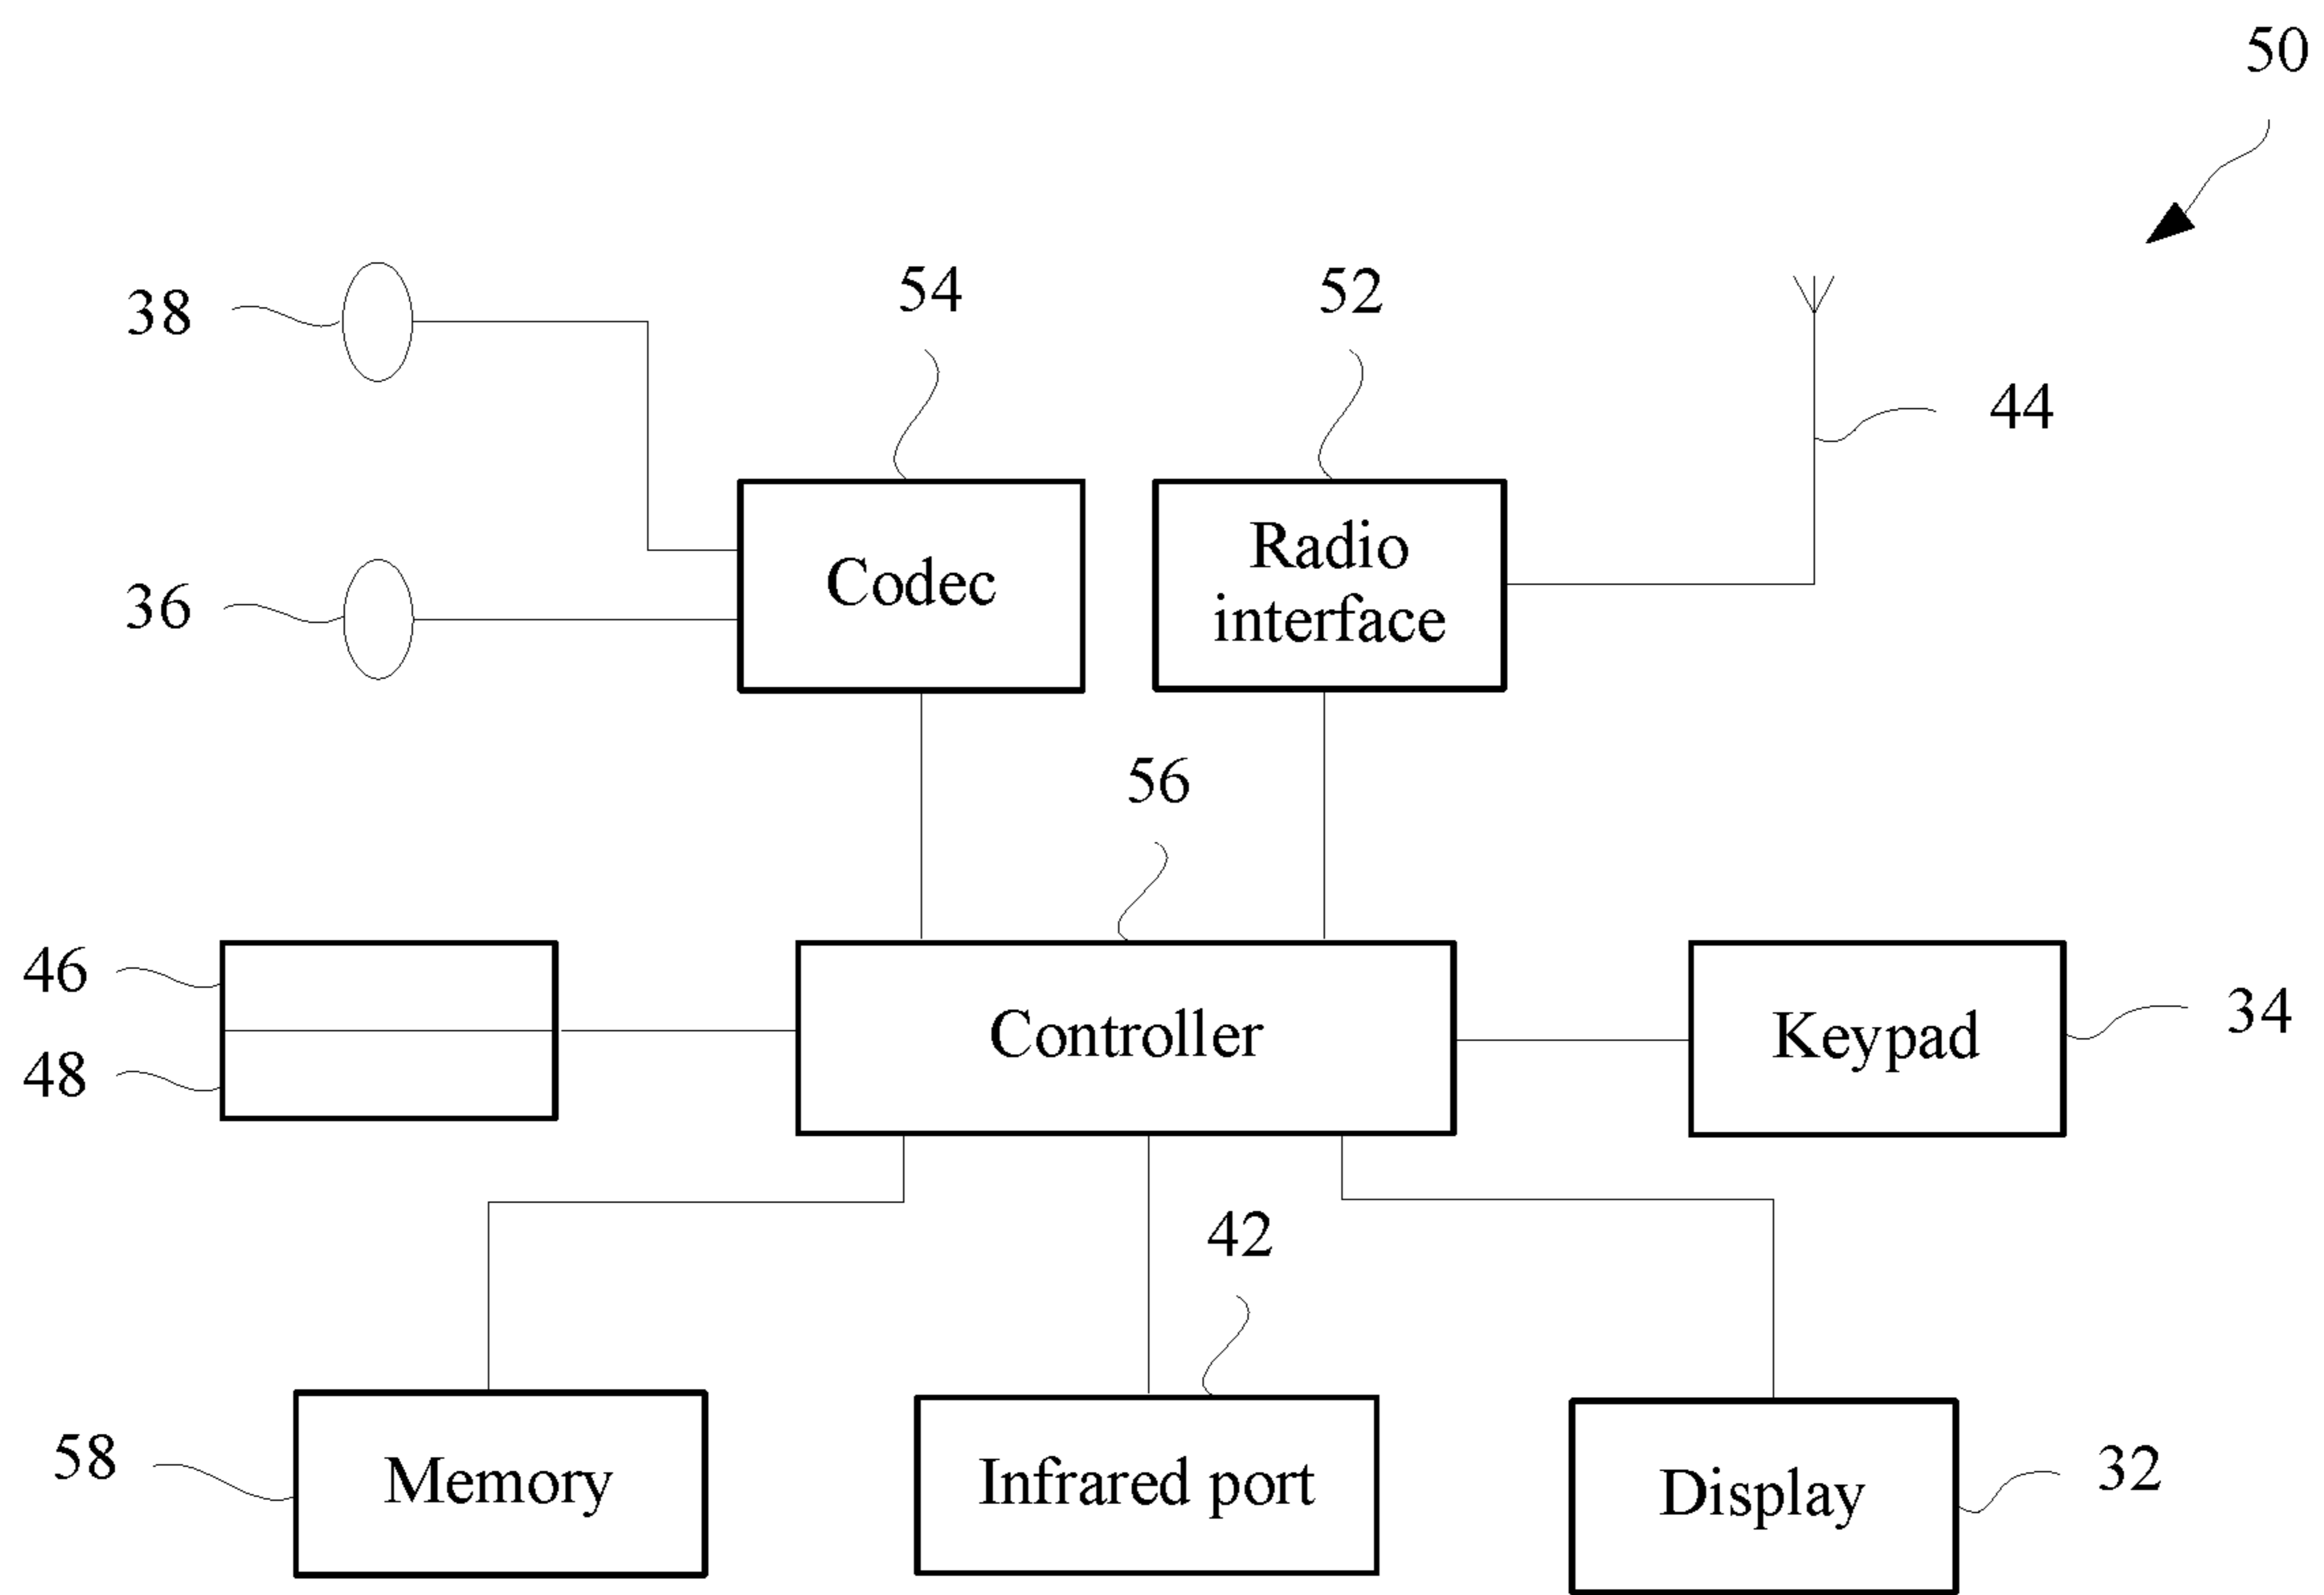 50
54
52
38
44
Codec
Radio
interface
36
56
46
48
Controller
Keypad
34
42
58
Memory
Infrared port
Display
32